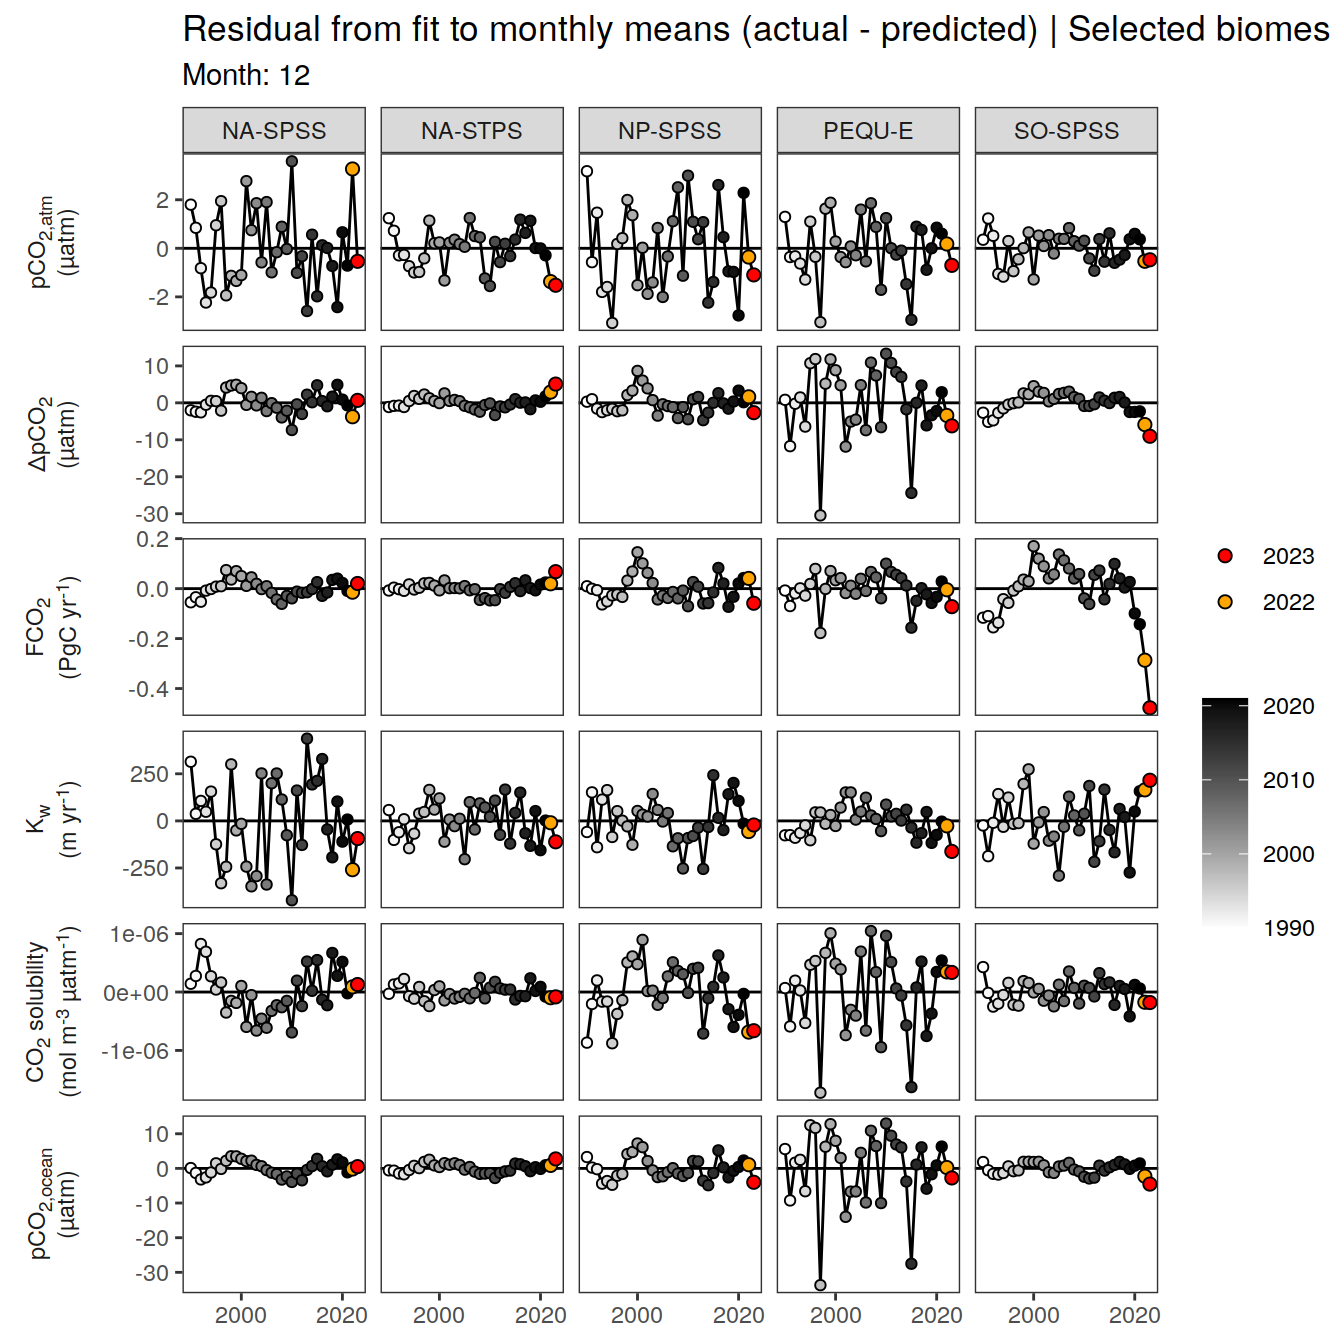 Residual from fit to monthly means (actual - predicted) | Selected biomes
Month: 12
NA-SPSS NA-STPS NP-SPSS PEQU-E SO-SPSS
pCO2,atm
(µatm)
2
0
-2
ΔpCO2
(µatm)
10
0
-10
-20
-30
FCO2
(PgC yr-1)
0.2
0.0
-0.2
-0.4
Kw
(m yr-1)
250
0
-250
CO2 solubility
(mol m-3 µatm-1)
1e-06
0e+00
-1e-06
pCO2,ocean
(µatm)
10
0
-10
-20
-30
2000 2020 2000 2020 2000 2020 2000 2020 2000 2020
2023
2022
2020
2010
2000
1990